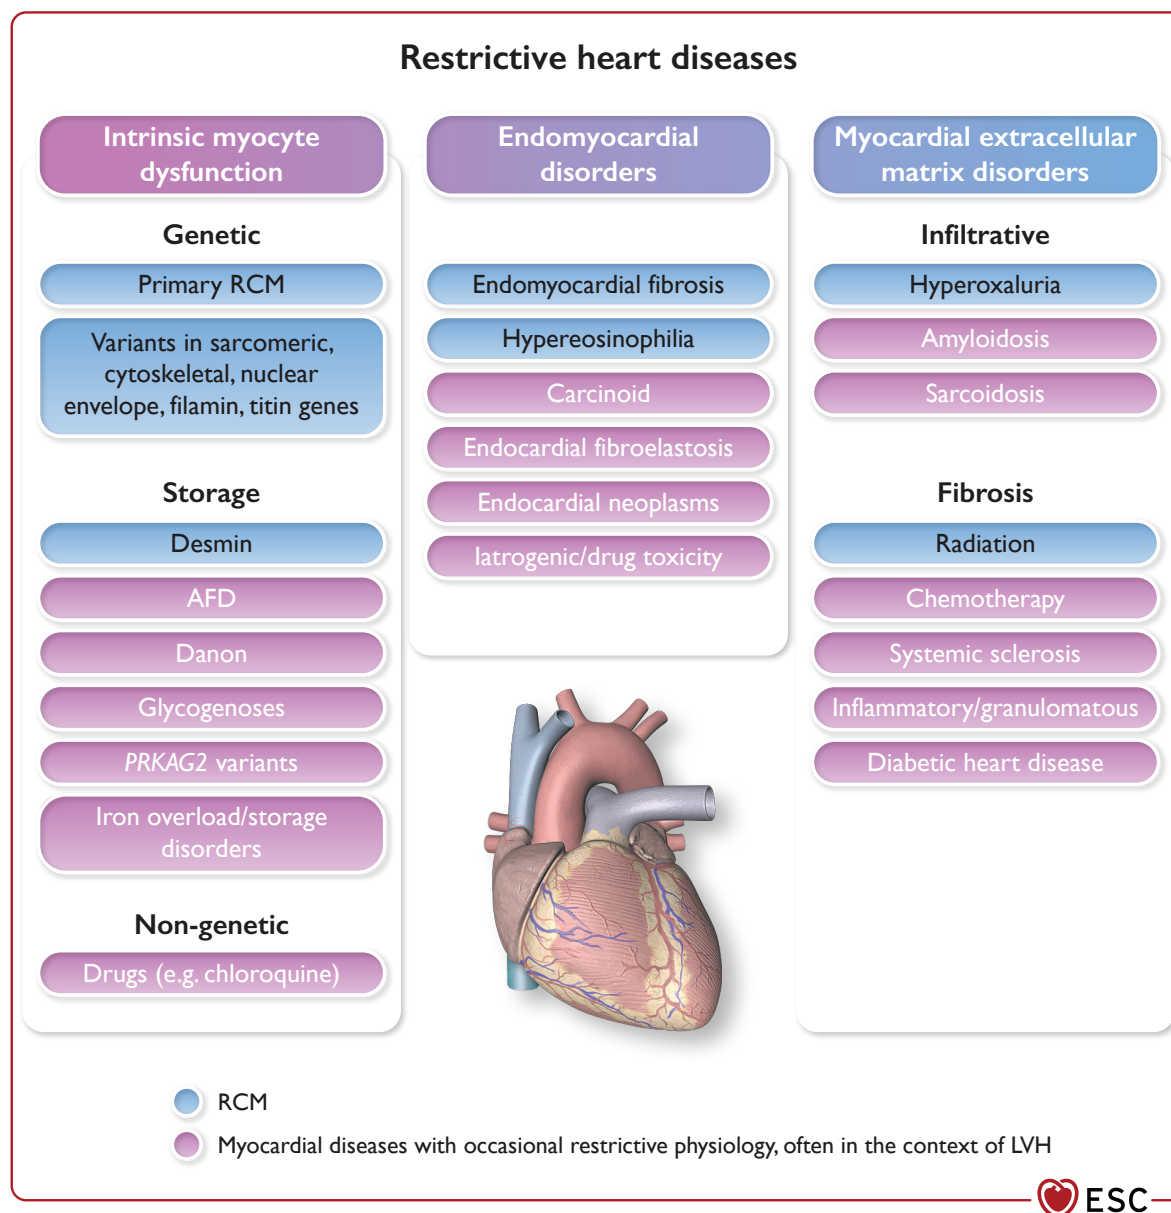 Restrictive heart diseases
Intrinsic myocyte
dysfunction
Genetic
Primary RCM
Variants in sarcomeric,
cytoskeletal, nuclear
envelope, filamin, titin genes
Storage
Desmin
AFD
Danon
Glycogenoses
PRKAG2 variants
Iron overload/storage
disorders
Non-genetic
Drugs (e.g. chloroquine)
Endomyocardial
disorders
Endomyocardial fibrosis
Hypereosinophilia
Carcinoid
Endocardial fibroelastosis
Endocardial neoplasms
Iatrogenic/drug toxicity
Myocardial extracellular
matrix disorders
Infiltrative
Hyperoxaluria
Amyloidosis
Sarcoidosis
Fibrosis
Radiation
Chemotherapy
Systemic sclerosis
Inflammatory/granulomatous
Diabetic heart disease
RCM
Myocardial diseases with occasional restrictive physiology, often in the context of LVH
ESC